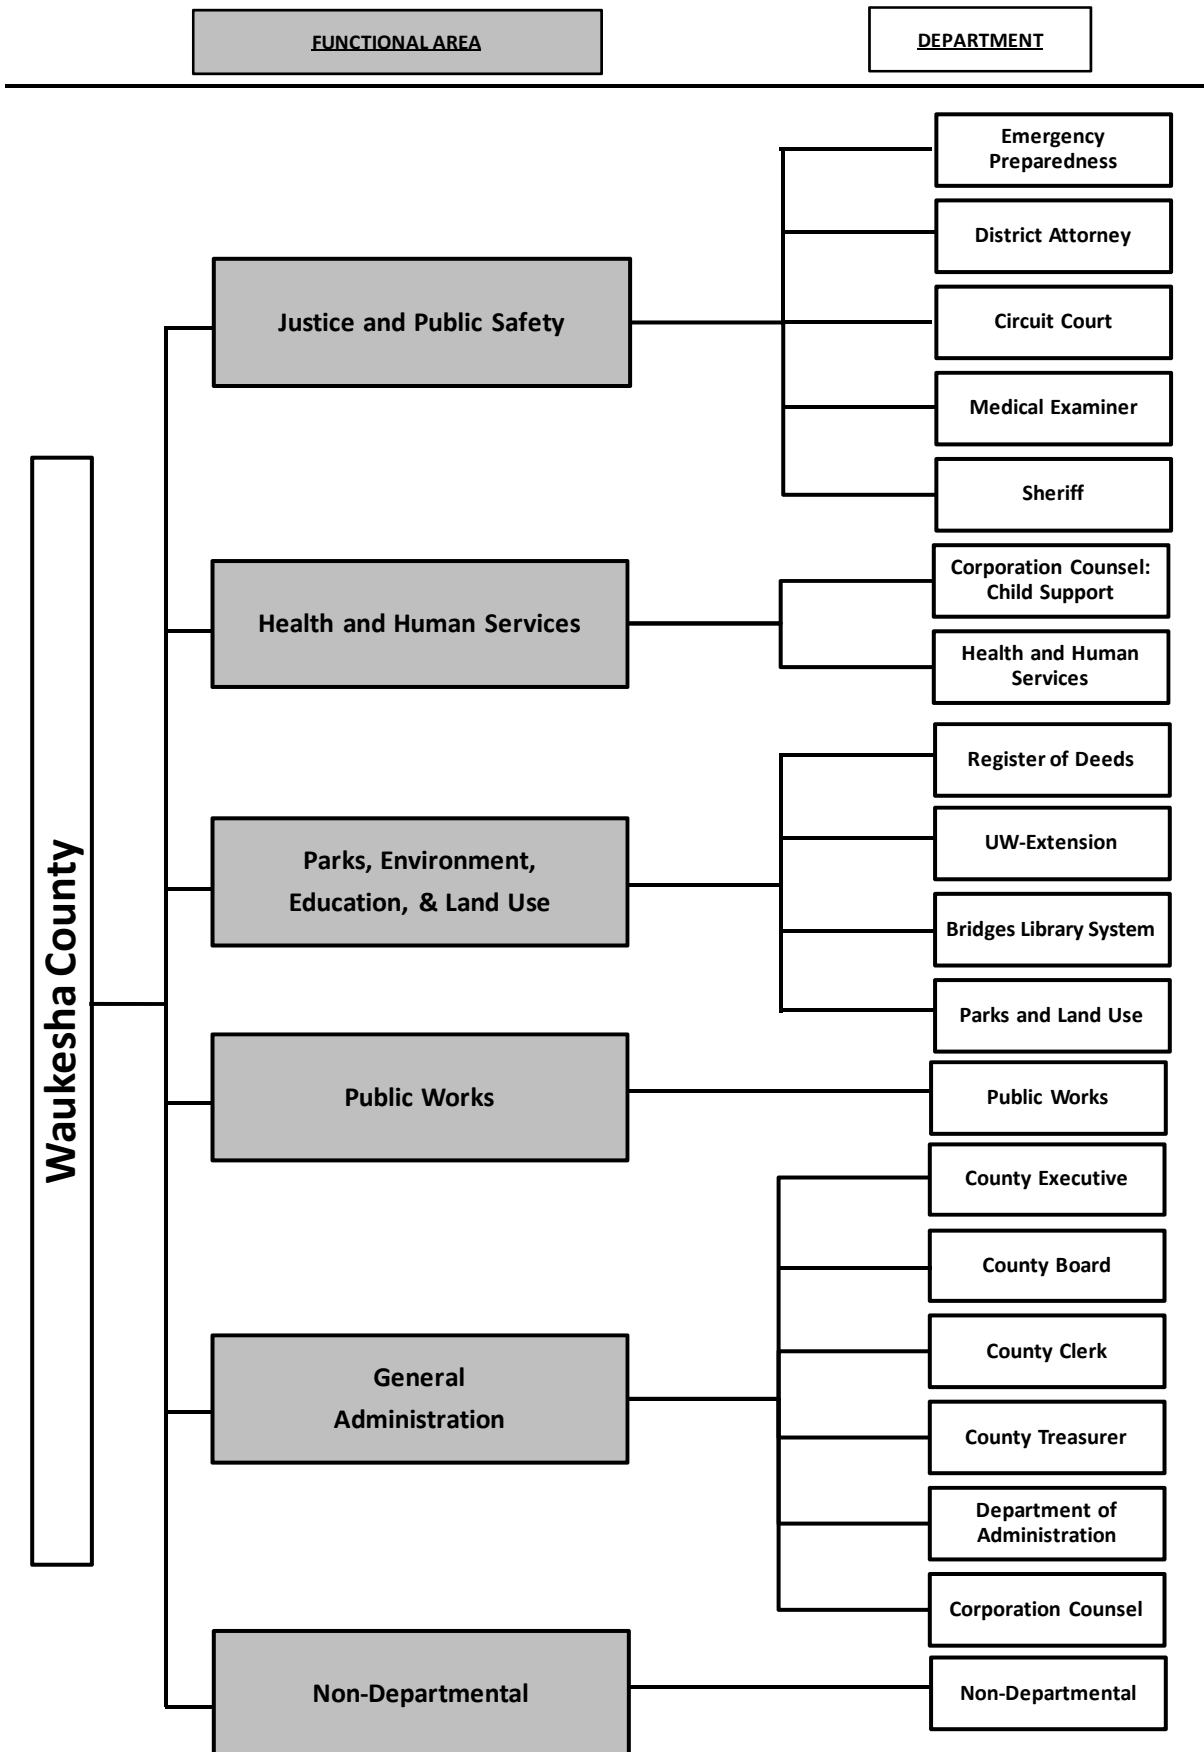 FUNCTIONAL AREA
DEPARTMENT
Waukesha County
Justice and Public Safety
Emergency
Preparedness
District Attorney
Circuit Court
Medical Examiner
Sheriff
Health and Human Services
Corporation Counsel:
Child Support
Health and Human
Services
Parks, Environment,
Education, & Land Use
Register of Deeds
UW-Extension
Bridges Library System
Parks and Land Use
Public Works
Public Works
General
Administration
County Executive
County Board
County Clerk
County Treasurer
Department of
Administration
Corporation Counsel
Non-Departmental
Non-Departmental